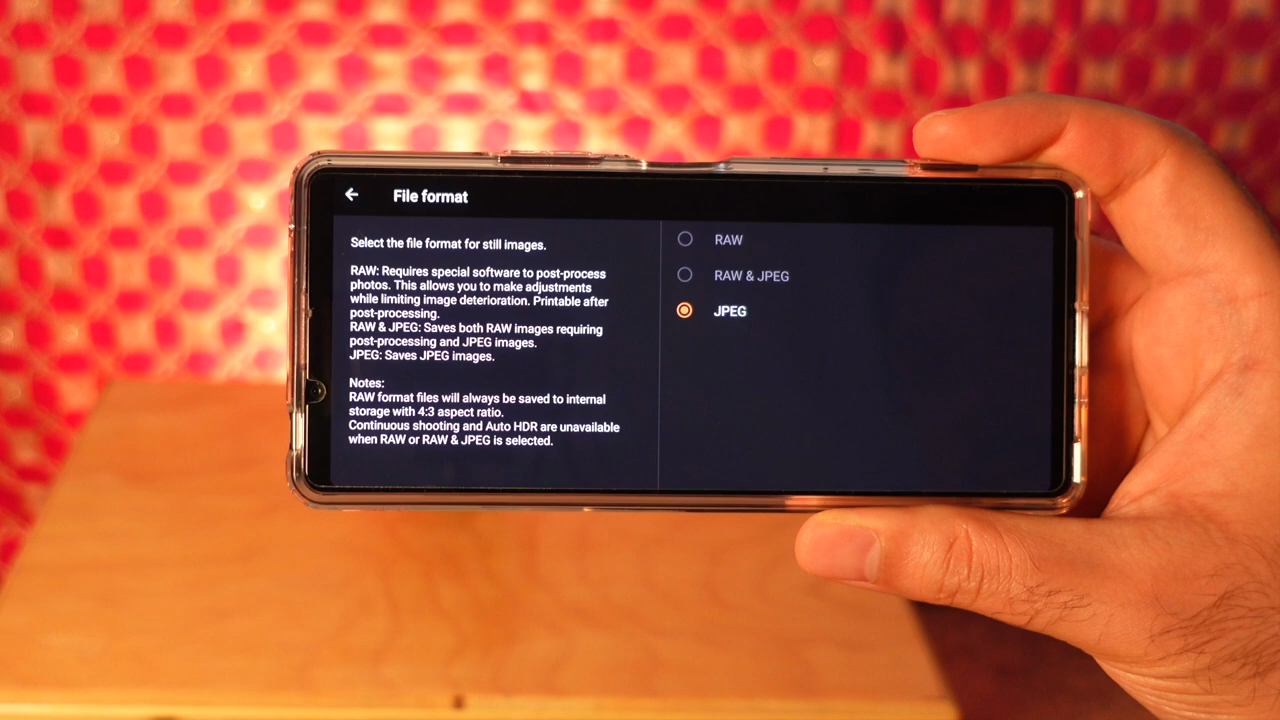 File format
Select the file format for still images.
RAW: Requires special software to post-process
photos. This allows you to make adjustments
while limiting image deterioration. Printable after
post-processing.
RAW & JPEG: Saves both RAW images requiring
post-processing and JPEG images.
JPEG: Saves JPEG images.
Notes:
RAW format files will always be saved to internal
storage with 4:3 aspect ratio.
Continuous shooting and Auto HDR are unavailable
when RAW or RAW & JPEG is selected.
RAW
RAW & JPEG
JPEG